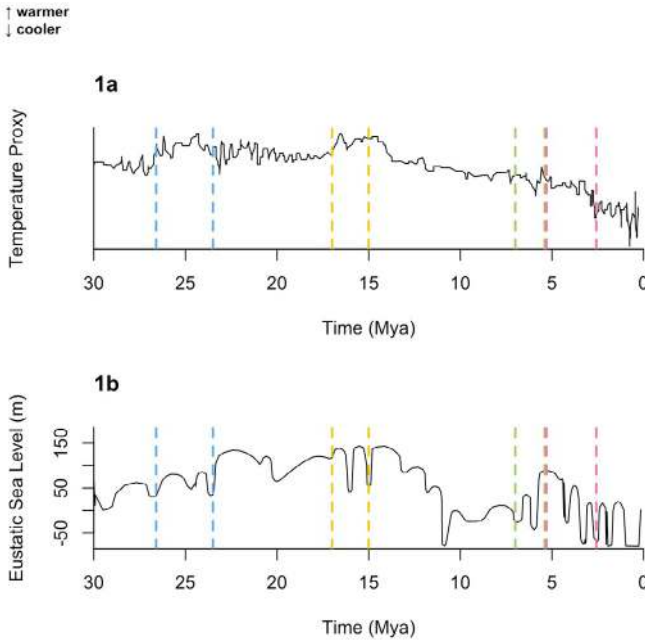 ↑ warmer
↓ cooler
1a
Temperature Proxy
30 25 20 15 10 5 0
Time (Mya)
1b
Eustatic Sea Level (m)
150
50
-50
30 25 20 15 10 5 0
Time (Mya)